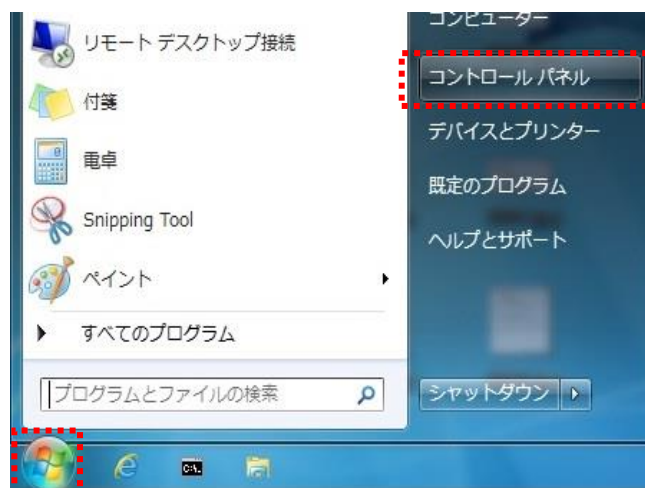 リモート デスクトップ接続
付箋
電卓
Snipping Tool
ペイント
すべてのプログラム
プログラムとファイルの検索
コンピューター
コントロール パネル
デバイスとプリンター
既定のプログラム
ヘルプとサポート
シャットダウン
C:\.